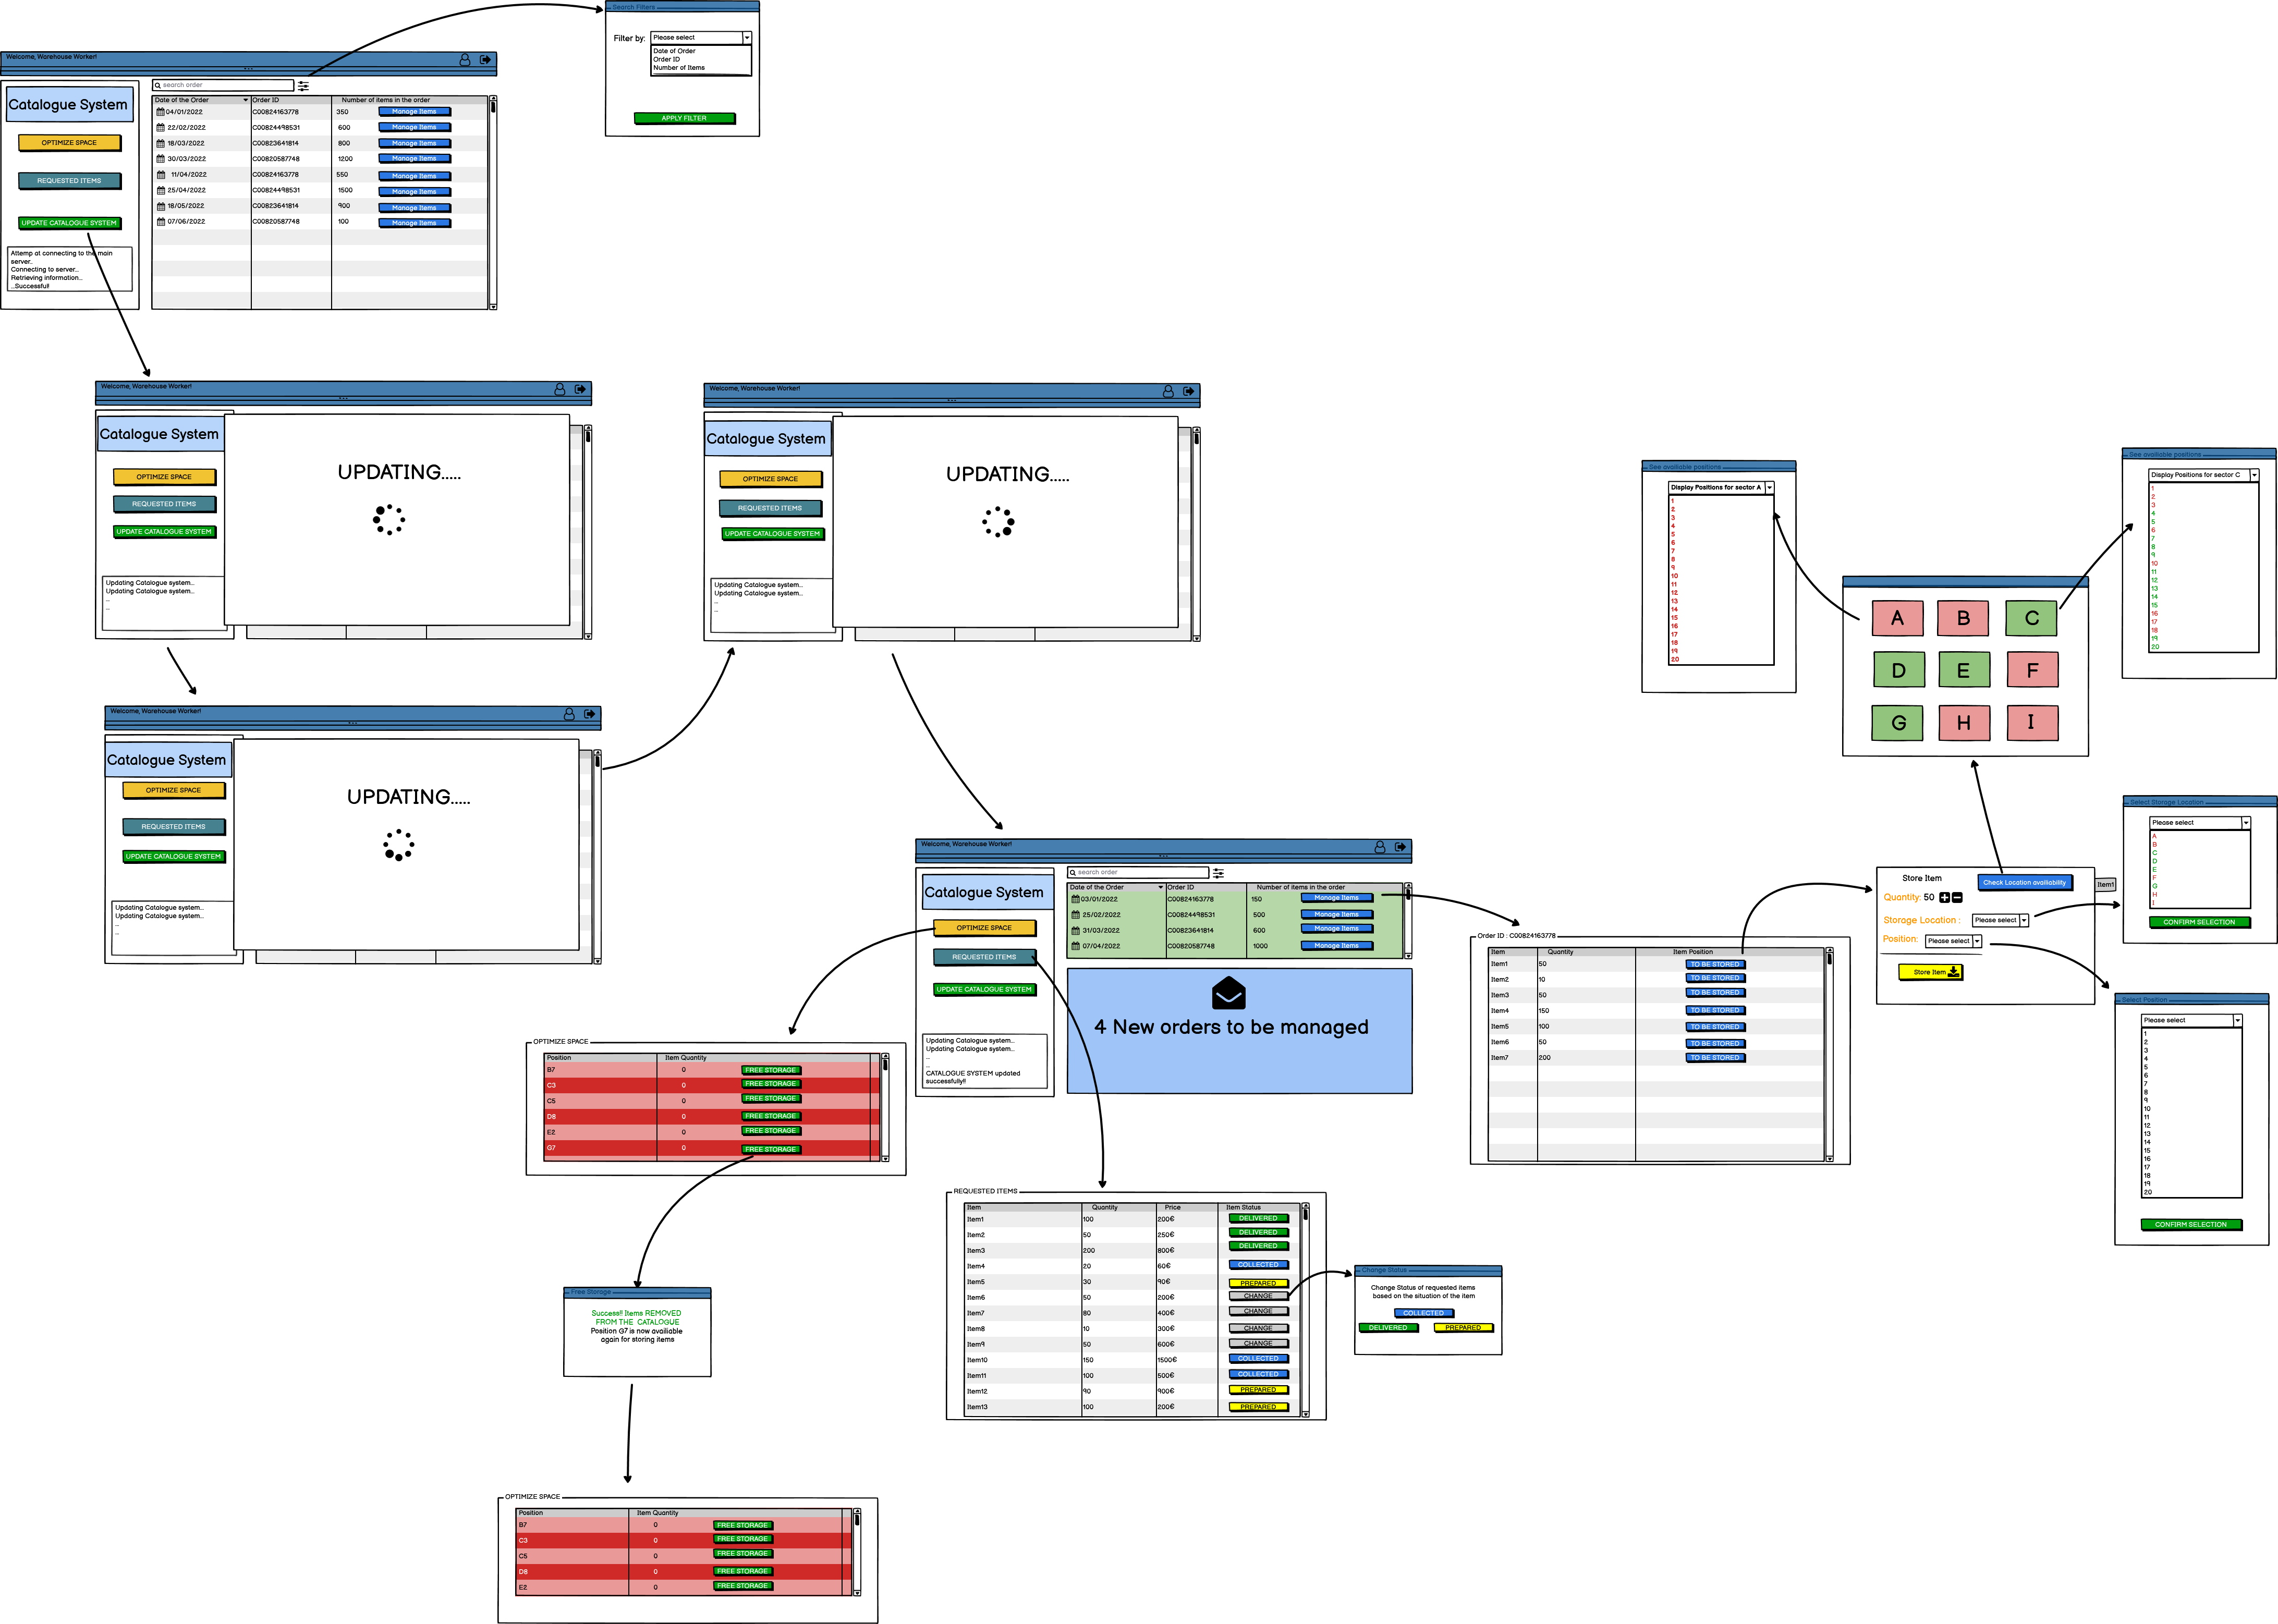 Search Filters
Filter by:
Please select
Date of Order
Order ID
Number of Items
APPLY FILTER
Welcome, Warehouse Worker!
Catalogue System
OPTIMIZE SPACE
REQUESTED ITEMS
UPDATE CATALOGUE SYSTEM
Attemp at connecting to the main
server..
Connecting to server...
Retrieving information...
...Successful!
search order
Date of the Order Order ID Number of items in the order
04/01/2022 C00824163778 350 Manage Items
22/02/2022 C00824498531 600 Manage Items
18/03/2022 C00823641814 800 Manage Items
30/03/2022 C00820587748 1200 Manage Items
11/04/2022 C00824163778 550 Manage Items
25/04/2022 C00824498531 1500 Manage Items
18/05/2022 C00823641814 900 Manage Items
07/06/2022 C00820587748 100 Manage Items
Welcome, Warehouse Worker!
Catalogue System
OPTIMIZE SPACE
REQUESTED ITEMS
UPDATE CATALOGUE SYSTEM
Updating Catalogue system...
Updating Catalogue system...
...
...
UPDATING.....
Welcome, Warehouse Worker!
Catalogue System
OPTIMIZE SPACE
REQUESTED ITEMS
UPDATE CATALOGUE SYSTEM
Updating Catalogue system...
Updating Catalogue system...
...
...
UPDATING.....
Welcome, Warehouse Worker!
Catalogue System
OPTIMIZE SPACE
REQUESTED ITEMS
UPDATE CATALOGUE SYSTEM
Updating Catalogue system...
Updating Catalogue system...
...
...
UPDATING.....
See availiable positions
Display Positions for sector A
1
2
3
4
5
6
7
8
9
10
11
12
13
14
15
16
17
18
19
20
See availiable positions
Display Positions for sector C
1
2
3
4
5
6
7
8
9
10
11
12
13
14
15
16
17
18
19
20
A B C
D E F
G H I
Welcome, Warehouse Worker!
Catalogue System
OPTIMIZE SPACE
REQUESTED ITEMS
UPDATE CATALOGUE SYSTEM
Updating Catalogue system...
Updating Catalogue system...
...
...
CATALOGUE SYSTEM updated
successfully!!
search order
Date of the Order Order ID Number of items in the order
03/01/2022 C00824163778 150 Manage Items
25/02/2022 C00824498531 500 Manage Items
31/03/2022 C00823641814 600 Manage Items
07/04/2022 C00820587748 1000 Manage Items
4 New orders to be managed
Order ID : C00824163778
Item Quantity Item Position
Item1 50 TO BE STORED
Item2 10 TO BE STORED
Item3 50 TO BE STORED
Item4 150 TO BE STORED
Item5 100 TO BE STORED
Item6 50 TO BE STORED
Item7 200 TO BE STORED
Store Item
Check Location availiability
Item1
Quantity: 50
Storage Location : Please select
Position: Please select
Store Item
Select Storage Location
Please select
A
B
C
D
E
F
G
H
I
CONFIRM SELECTION
Select Position
Please select
1
2
3
4
5
6
7
8
9
10
11
12
13
14
15
16
17
18
19
20
CONFIRM SELECTION
OPTIMIZE SPACE
Position Item Quantity
B7 0 FREE STORAGE
C3 0 FREE STORAGE
C5 0 FREE STORAGE
D8 0 FREE STORAGE
E2 0 FREE STORAGE
G7 0 FREE STORAGE
REQUESTED ITEMS
Item Quantity Price Item Status
Item1 100 200€ DELIVERED
Item2 50 250€ DELIVERED
Item3 200 800€ DELIVERED
Item4 20 60€ COLLECTED
Item5 30 90€ PREPARED
Item6 50 200€ CHANGE
Item7 80 400€ CHANGE
Item8 10 300€ CHANGE
Item9 50 600€ CHANGE
Item10 150 1500€ COLLECTED
Item11 100 500€ COLLECTED
Item12 90 900€ PREPARED
Item13 100 200€ PREPARED
Change Status
Change Status of requested items
based on the situation of the item
COLLECTED
DELIVERED PREPARED
Free Storage
Success!! Items REMOVED
FROM THE CATALOGUE
Position G7 is now availiable
again for storing items
OPTIMIZE SPACE
Position Item Quantity
B7 0 FREE STORAGE
C3 0 FREE STORAGE
C5 0 FREE STORAGE
D8 0 FREE STORAGE
E2 0 FREE STORAGE